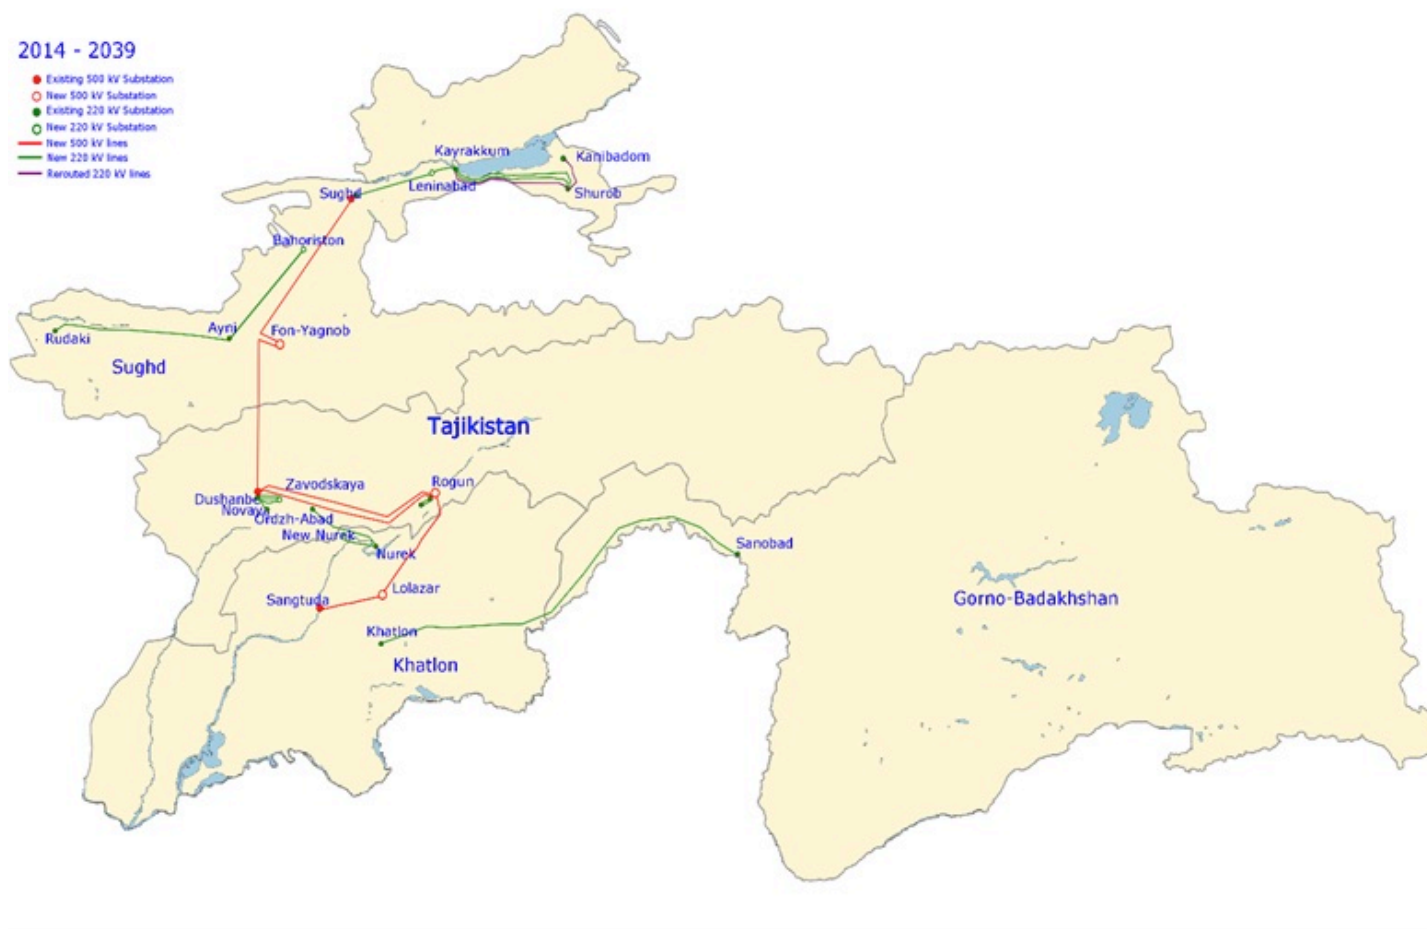 2014 - 2039
Existing 500 kV Substation
New 500 kV Substation
Existing 220 kV Substation
New 220 kV Substation
New 500 kV lines
New 220 kV lines
Rerouted 220 kV lines
Kayrakkum
Kanibadom
Leninabad
Shurob
Sughd
Bahoriston
Ayni
Fon-Yagnob
Rudaki
Sughd
Tajikistan
Zavodskaya
Rogun
Dushanbe
Novaya
Ordzh-Abad
New Nurek
Nurek
Sanobad
Lolazar
Sangtuda
Gorno-Badakhshan
Khatlon
Khatlon